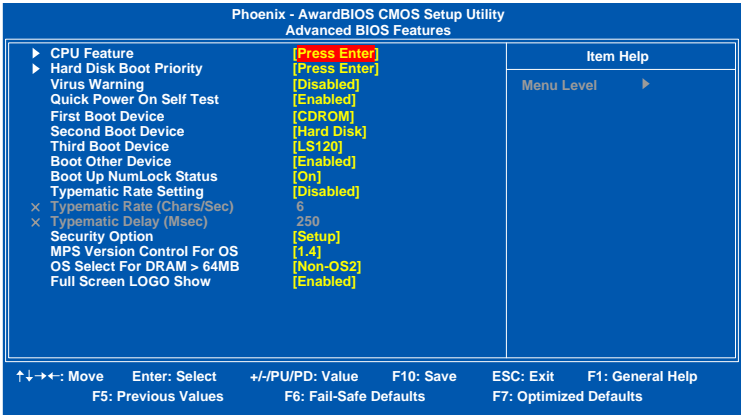 Phoenix - AwardBIOS CMOS Setup Utility
Advanced BIOS Features
CPU Feature [Press Enter]
Hard Disk Boot Priority [Press Enter]
Virus Warning [Disabled]
Quick Power On Self Test [Enabled]
First Boot Device [CDROM]
Second Boot Device [Hard Disk]
Third Boot Device [LS120]
Boot Other Device [Enabled]
Boot Up NumLock Status [On]
Typematic Rate Setting [Disabled]
× Typematic Rate (Chars/Sec) 6
× Typematic Delay (Msec) 250
Security Option [Setup]
MPS Version Control For OS [1.4]
OS Select For DRAM > 64MB [Non-OS2]
Full Screen LOGO Show [Enabled]
Item Help
Menu Level
↑↓→←: Move Enter: Select +/-/PU/PD: Value F10: Save ESC: Exit F1: General Help
F5: Previous Values F6: Fail-Safe Defaults F7: Optimized Defaults